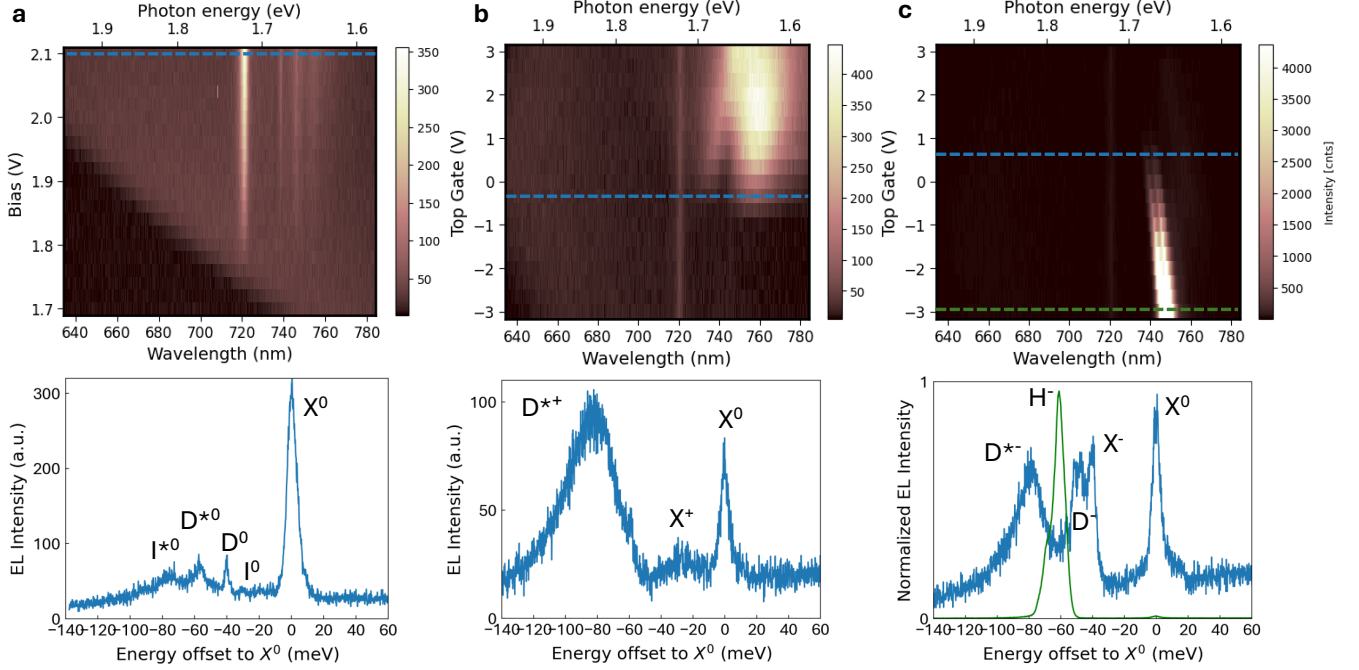 a
Photon energy (eV)
1.9 1.8 1.7 1.6
2.1
2.0
1.9
1.8
1.7
Bias (V)
640 660 680 700 720 740 760 780
Wavelength (nm)
350
300
250
200
150
100
50
b
Photon energy (eV)
1.9 1.8 1.7 1.6
3
2
1
0
−1
−2
−3
Top Gate (V)
640 660 680 700 720 740 760 780
Wavelength (nm)
400
350
300
250
200
150
100
50
c
Photon energy (eV)
1.9 1.8 1.7 1.6
3
2
1
0
−1
−2
−3
Top Gate (V)
640 660 680 700 720 740 760 780
Wavelength (nm)
4000
3500
3000
2500
2000
1500
1000
500
Intensity [cnts]
300
200
100
0
EL Intensity (a.u.)
I*⁰
D*⁰
D⁰
I⁰
X⁰
−140 −120 −100 −80 −60 −40 −20 0 20 40 60
Energy offset to X⁰ (meV)
100
50
0
EL Intensity (a.u.)
D*⁺
X⁺
X⁰
−140 −120 −100 −80 −60 −40 −20 0 20 40 60
Energy offset to X⁰ (meV)
1
0
Normalized EL Intensity
D*⁻
H⁻
D⁻
X⁻
X⁰
−140 −120 −100 −80 −60 −40 −20 0 20 40 60
Energy offset to X⁰ (meV)